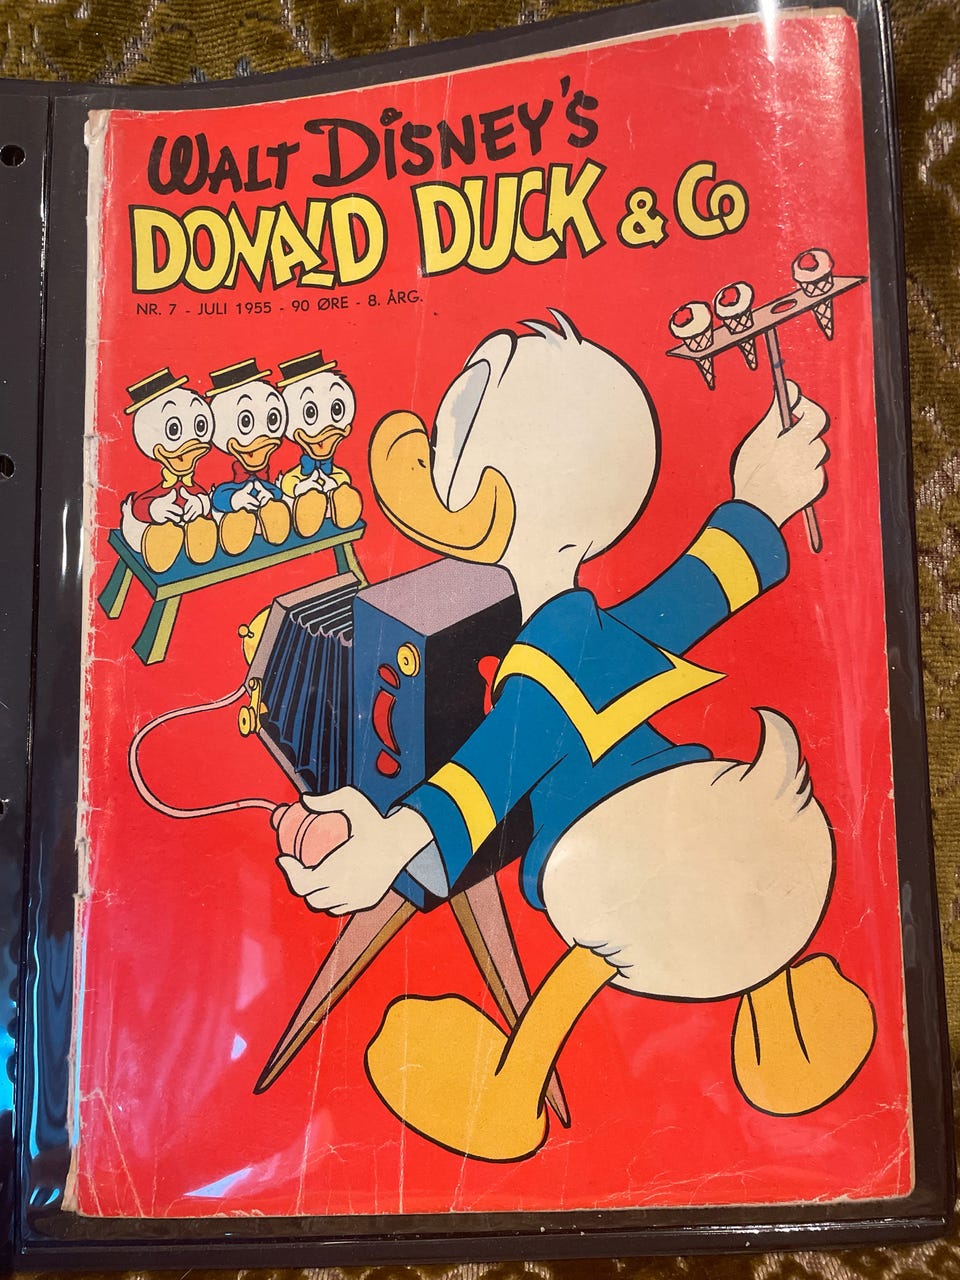 WALT DISNEY'S
DONALD DUCK & Co
NR. 7 - JULI 1955 - 90 ØRE - 8. ÅRG.